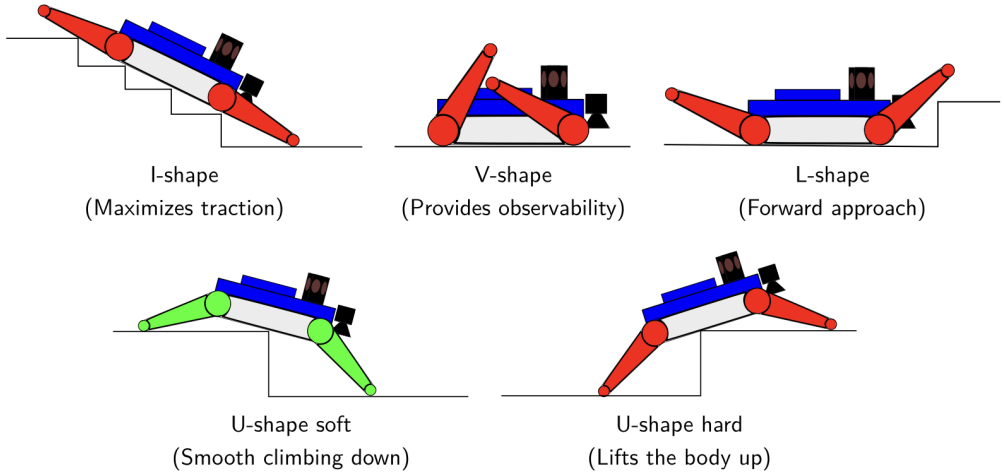 I-shape
(Maximizes traction)
V-shape
(Provides observability)
L-shape
(Forward approach)
U-shape soft
(Smooth climbing down)
U-shape hard
(Lifts the body up)